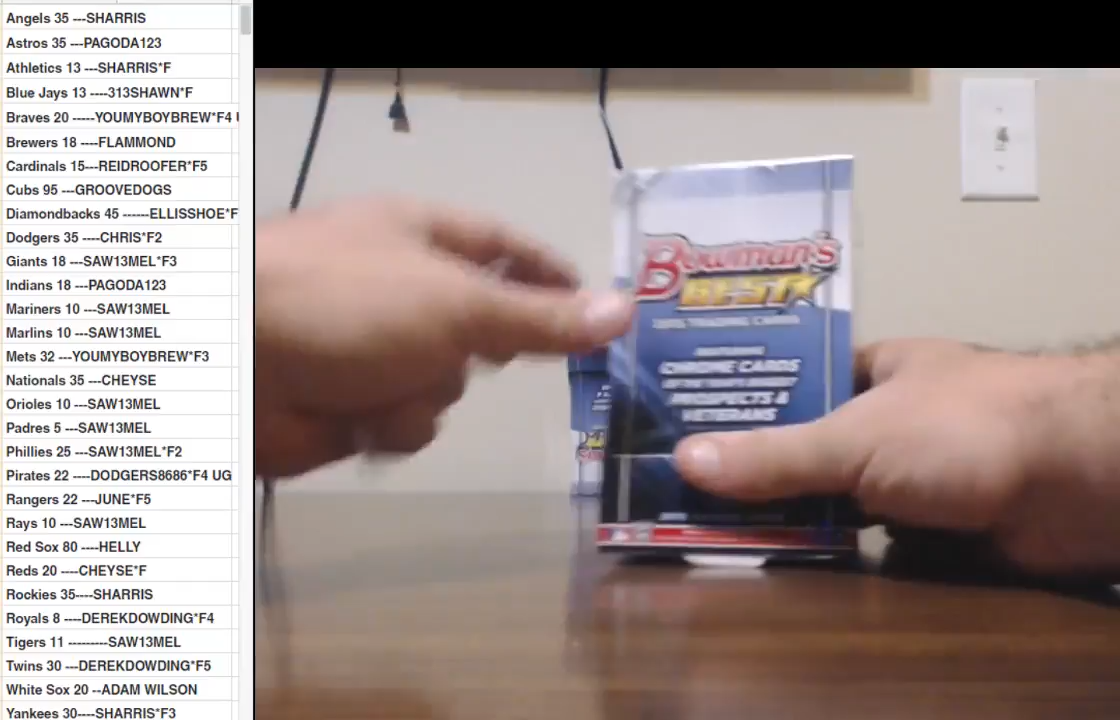 Angels 35 ---SHARRIS
Astros 35 ---PAGODA123
Athletics 13 ---SHARRIS*F
Blue Jays 13 ----313SHAWN*F
Braves 20 -----YOUMYBOYBREW*F4 U
Brewers 18 ----FLAMMOND
Cardinals 15---REIDROOFER*F5
Cubs 95 ---GROOVEDOGS
Diamondbacks 45 ------ELLISSHOE*F
Dodgers 35 ----CHRIS*F2
Giants 18 ---SAW13MEL*F3
Indians 18 ---PAGODA123
Mariners 10 ---SAW13MEL
Marlins 10 ---SAW13MEL
Mets 32 ---YOUMYBOYBREW*F3
Nationals 35 ---CHEYSE
Orioles 10 ---SAW13MEL
Padres 5 ---SAW13MEL
Phillies 25 ---SAW13MEL*F2
Pirates 22 ----DODGERS8686*F4 UG
Rangers 22 ---JUNE*F5
Rays 10 ---SAW13MEL
Red Sox 80 ----HELLY
Reds 20 ----CHEYSE*F
Rockies 35----SHARRIS
Royals 8 ----DEREKDOWDING*F4
Tigers 11 ---------SAW13MEL
Twins 30 ---DEREKDOWDING*F5
White Sox 20 --ADAM WILSON
Yankees 30----SHARRIS*F3
Bowman's
BEST
TRADING CARDS
CHROME CARDS
PROSPECTS &
VETERANS